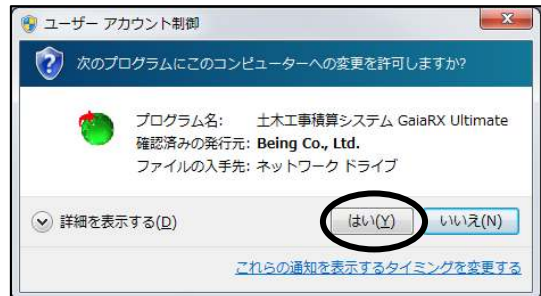 ユーザー アカウント制御
次のプログラムにこのコンピューターへの変更を許可しますか?
プログラム名: 土木工事積算システム GaiaRX Ultimate
確認済みの発行元: Being Co., Ltd.
ファイルの入手先: ネットワーク ドライブ
詳細を表示する(D) はい(Y) いいえ(N)
これらの通知を表示するタイミングを変更する